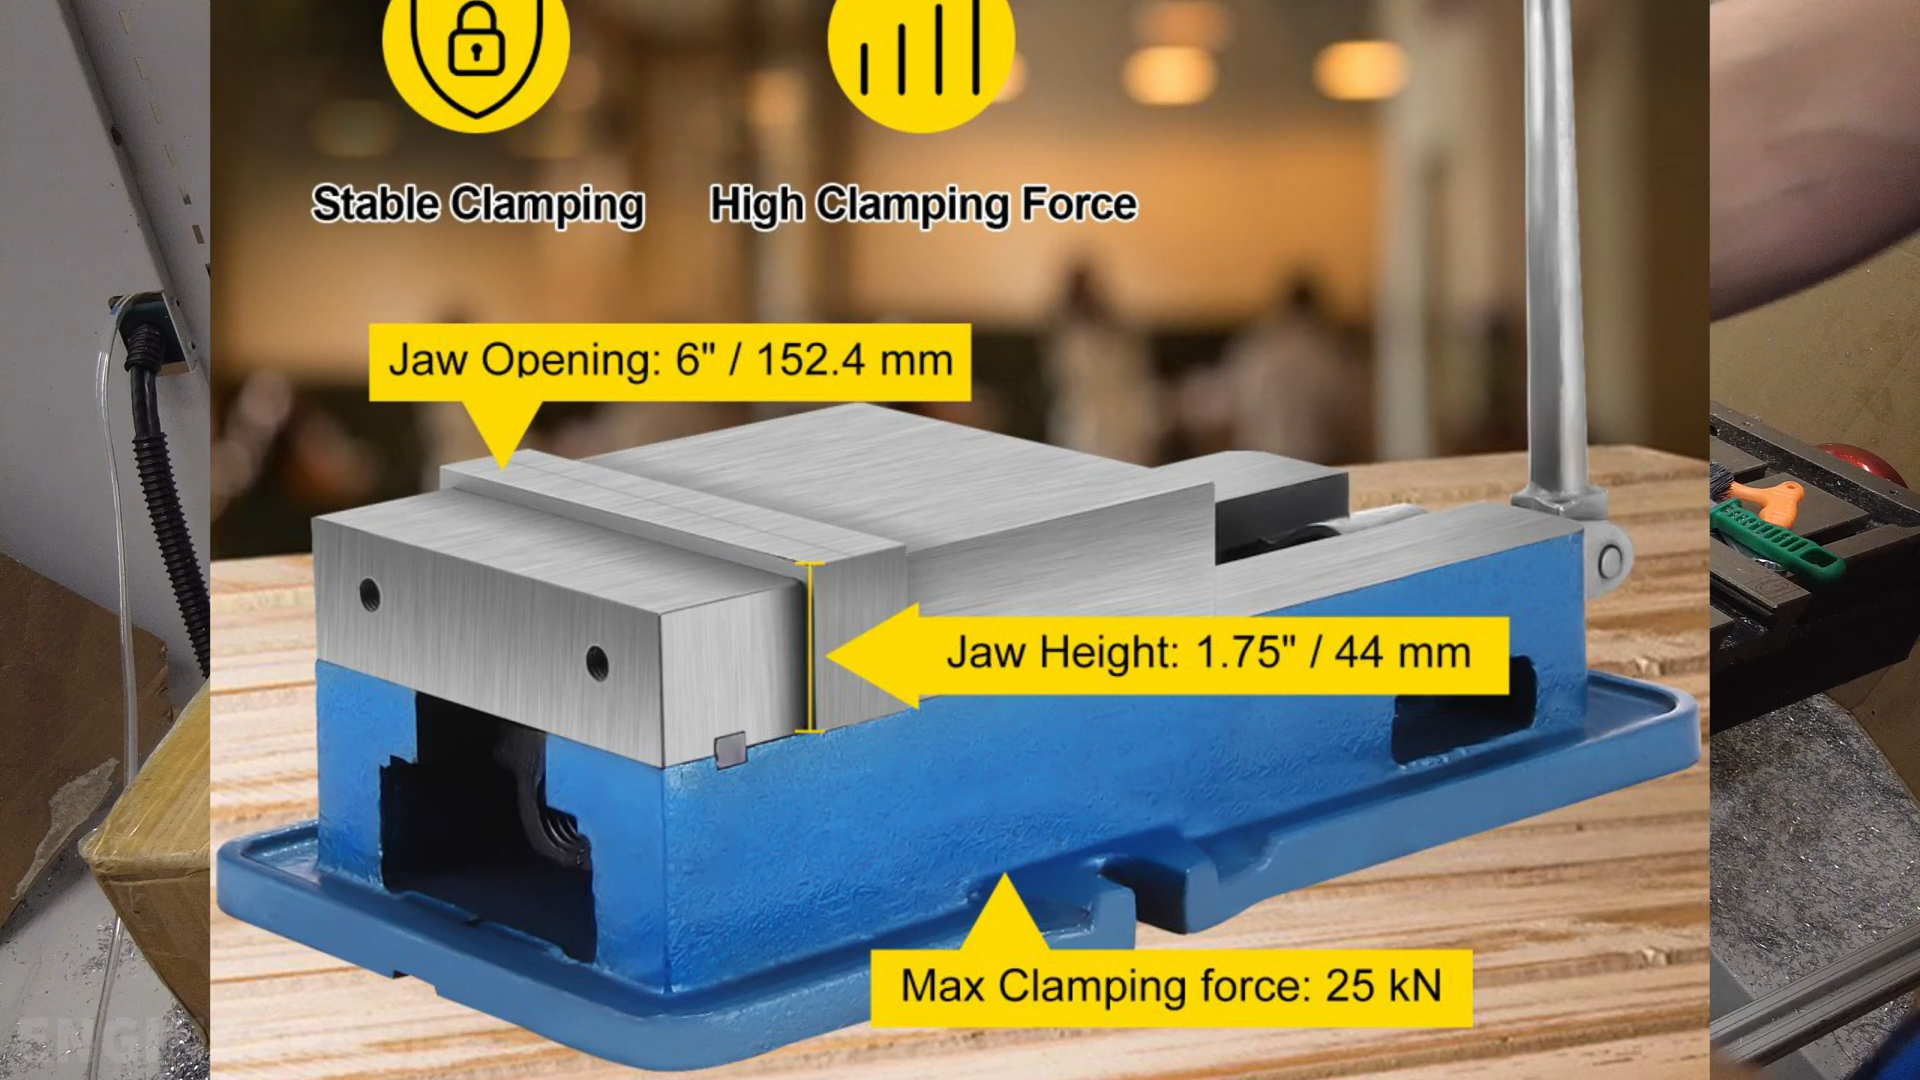 Stable Clamping
High Clamping Force
Jaw Opening: 6" / 152.4 mm
Jaw Height: 1.75" / 44 mm
Max Clamping force: 25 kN